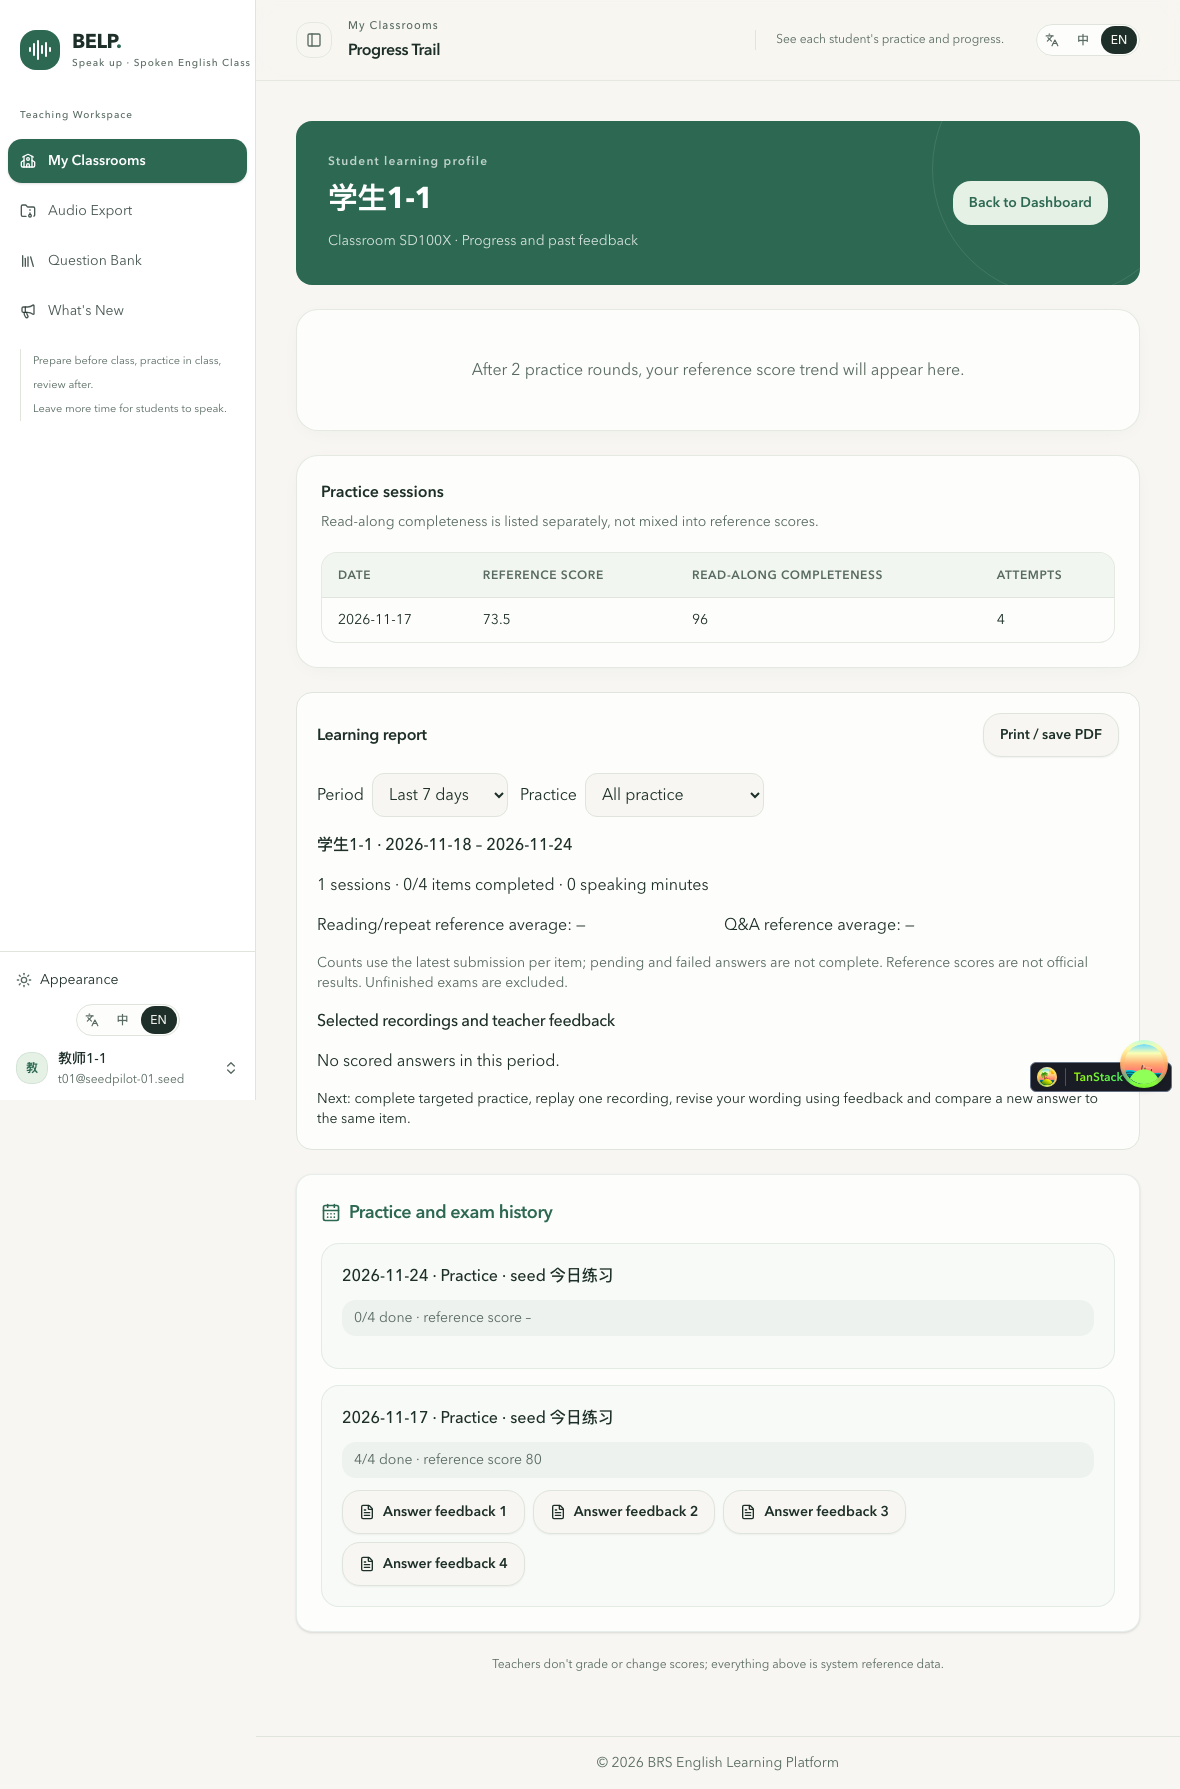 BELP.
Speak up · Spoken English Class
Teaching Workspace
My Classrooms
Audio Export
Question Bank
What's New
Prepare before class, practice in class,
review after.
Leave more time for students to speak.
Appearance
中
EN
教
教师1-1
t01@seedpilot-01.seed
My Classrooms
Progress Trail
See each student's practice and progress.
中
EN
Student learning profile
学生1-1
Classroom SD100X · Progress and past feedback
Back to Dashboard
After 2 practice rounds, your reference score trend will appear here.
Practice sessions
Read-along completeness is listed separately, not mixed into reference scores.
DATE REFERENCE SCORE READ-ALONG COMPLETENESS ATTEMPTS
2026-11-17 73.5 96 4
Learning report
Print / save PDF
Period Last 7 days Practice All practice
学生1-1 · 2026-11-18 – 2026-11-24
1 sessions · 0/4 items completed · 0 speaking minutes
Reading/repeat reference average: — Q&A reference average: —
Counts use the latest submission per item; pending and failed answers are not complete. Reference scores are not official
results. Unfinished exams are excluded.
Selected recordings and teacher feedback
No scored answers in this period.
TanStack
Next: complete targeted practice, replay one recording, revise your wording using feedback and compare a new answer to
the same item.
Practice and exam history
2026-11-24 · Practice · seed 今日练习
0/4 done · reference score –
2026-11-17 · Practice · seed 今日练习
4/4 done · reference score 80
Answer feedback 1
Answer feedback 2
Answer feedback 3
Answer feedback 4
Teachers don't grade or change scores; everything above is system reference data.
© 2026 BRS English Learning Platform